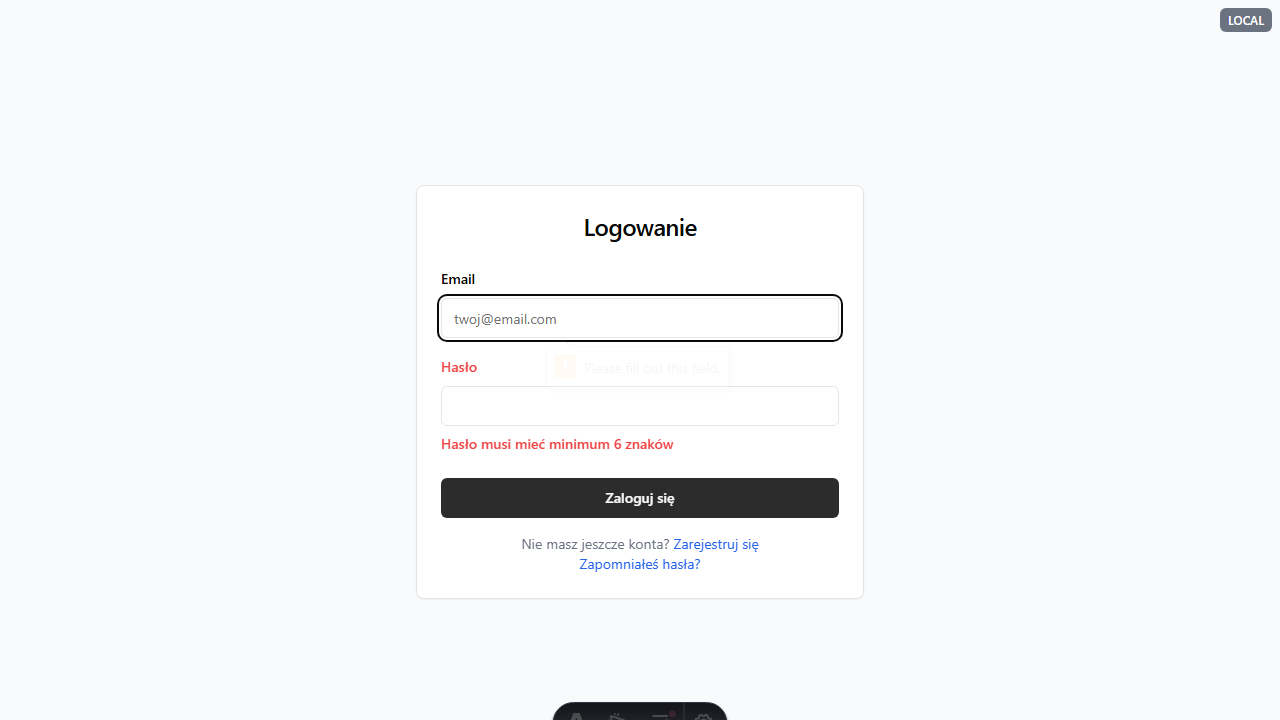 LOCAL
Logowanie
Email
twoj@email.com
Hasło
Please fill out this field.
Hasło musi mieć minimum 6 znaków
Zaloguj się
Nie masz jeszcze konta? Zarejestruj się
Zapomniałeś hasła?